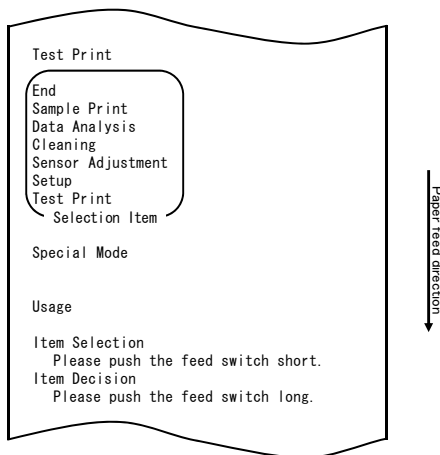 Test Print
End
Sample Print
Data Analysis
Cleaning
Sensor Adjustment
Setup
Test Print
Selection Item
Special Mode
Usage
Item Selection
Please push the feed switch short.
Item Decision
Please push the feed switch long.
Paper feed direction